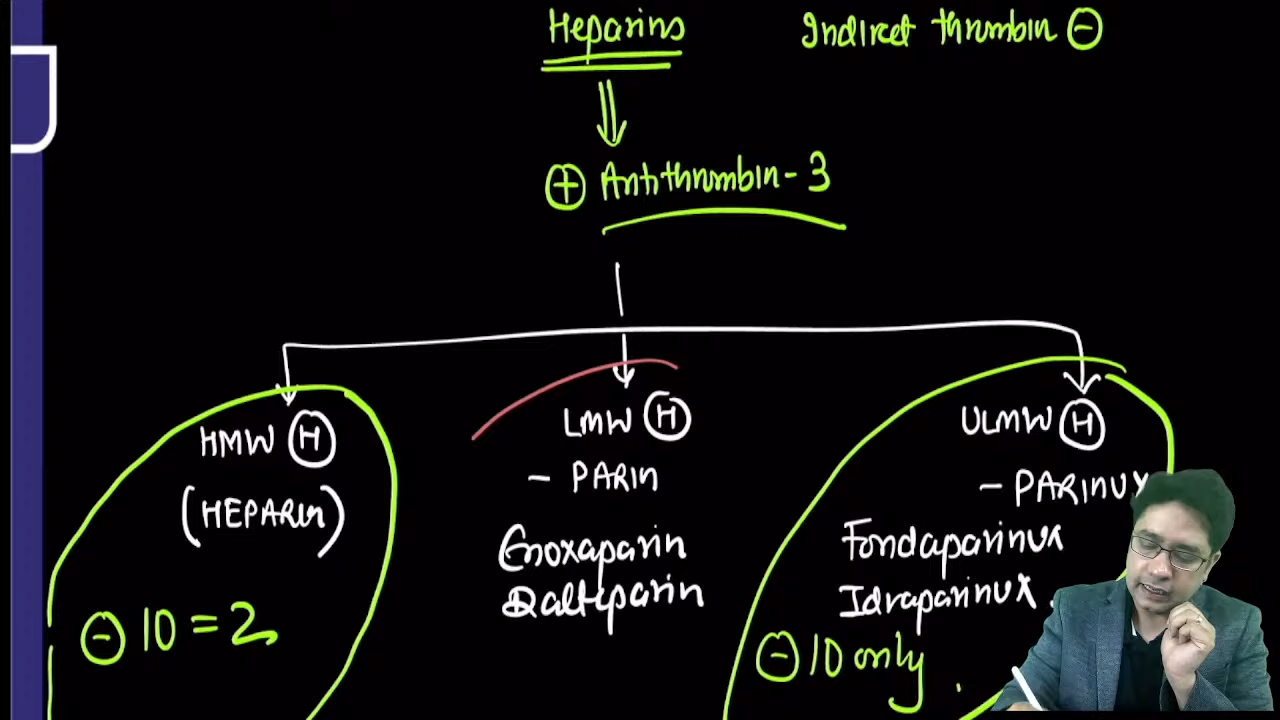 Heparins
Indirect thrombin ⊖
⊕ Antithrombin-3
HMW Ⓗ
(HEPARIN)
⊖ 10 = 2
LMW Ⓗ
- PARIN
Enoxaparin
Dalteparin
ULMW Ⓗ
- PARINUX
Fondaparinux
Idraparinux.
⊖ 10 only